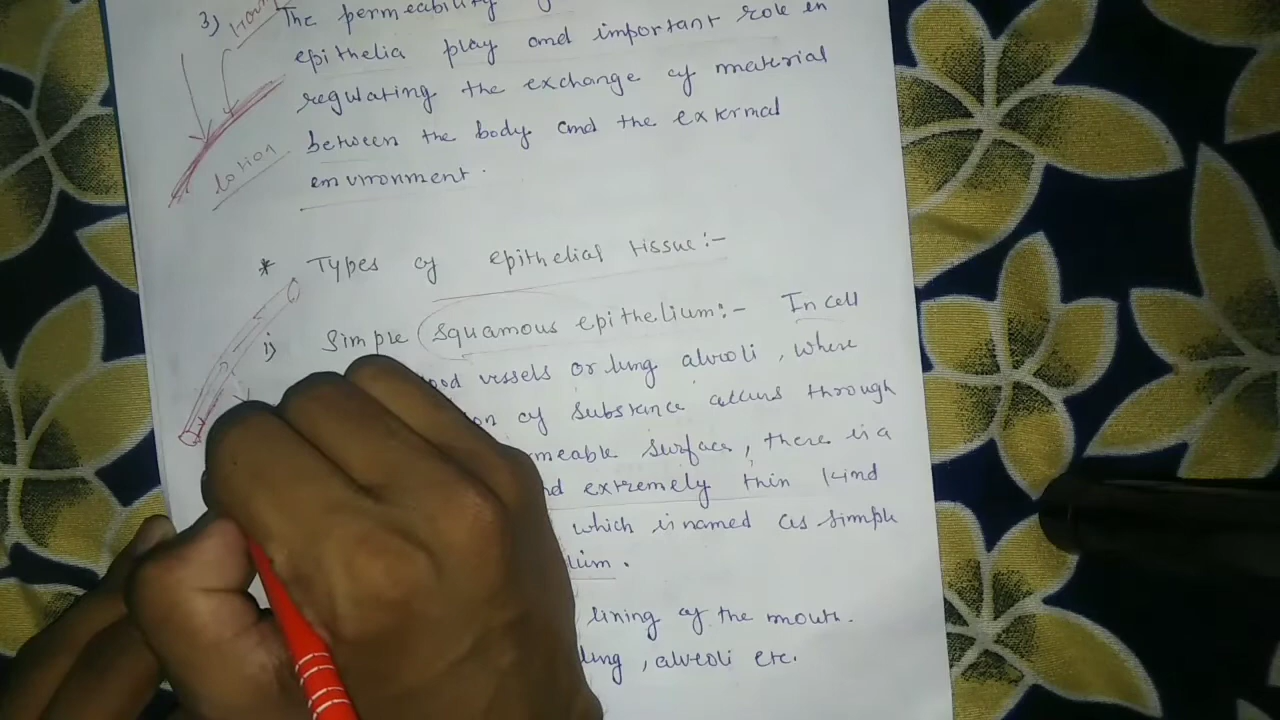 3) The permeability
epithelia play and important role in
regulating the exchange of material
between the body and the external
environment.
Lotion
* Types of epithelial tissue:-
i) Simple squamous epithelium:- In cell
vessels or lung alveoli, where
of substance occurs through
surface, there is a
extremely thin kind
which is named as simple
lining of the mouth.
, alveoli etc.